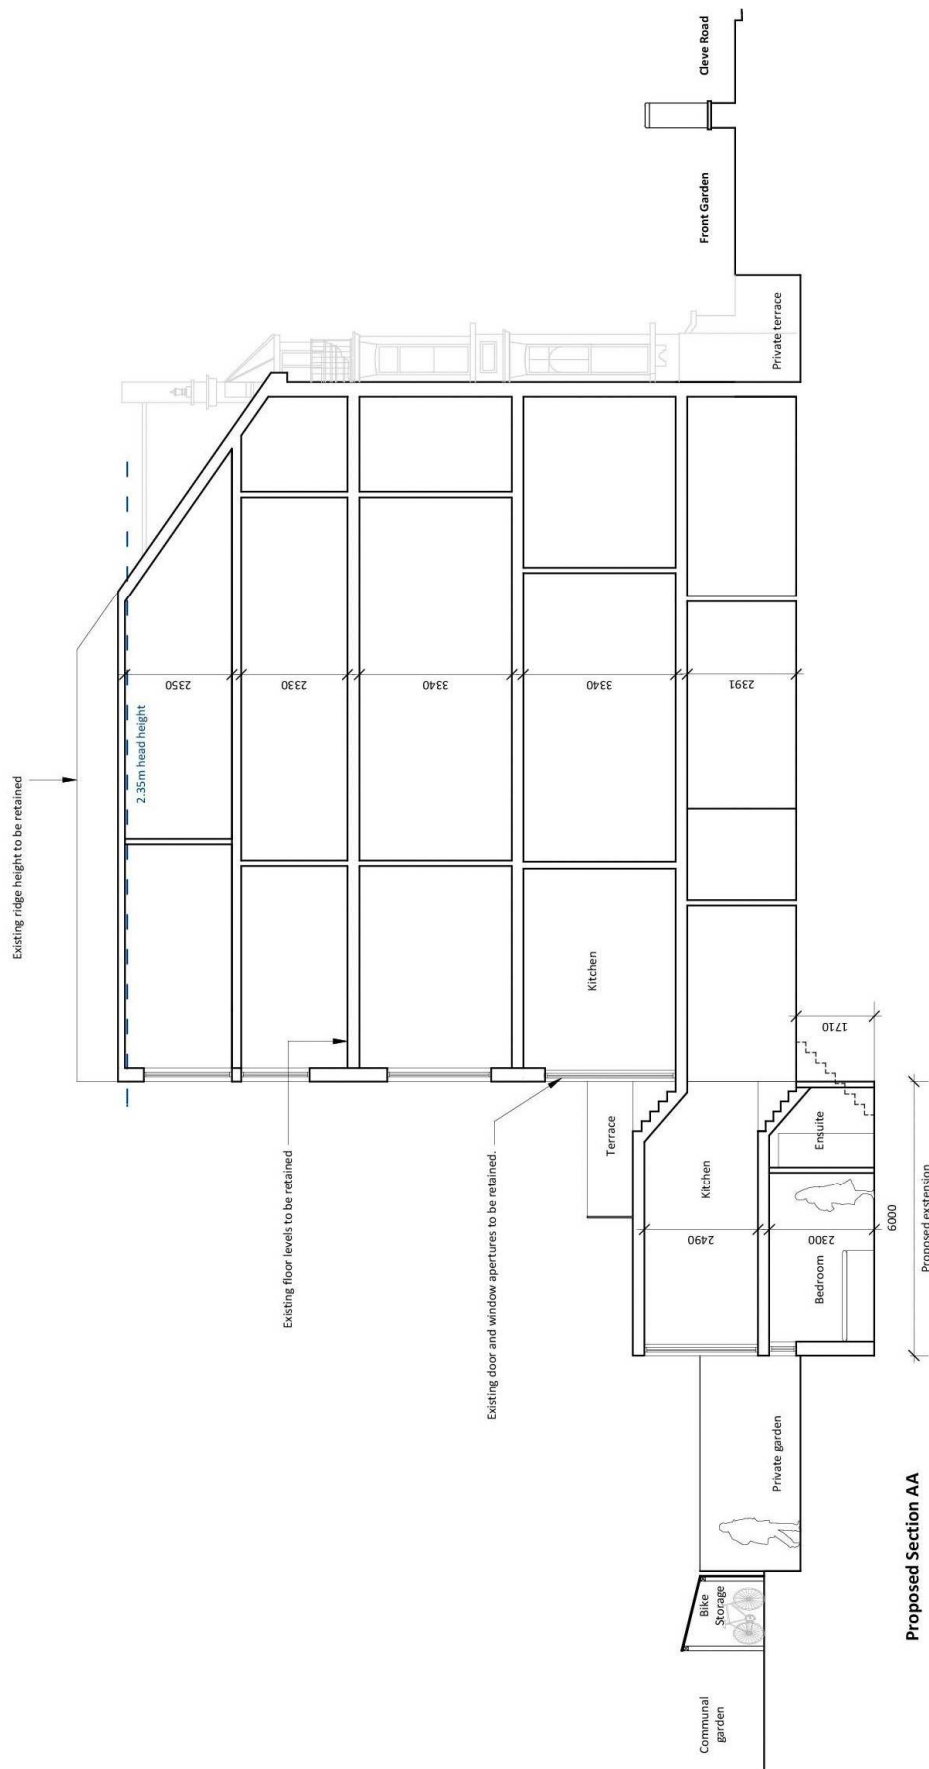 Existing ridge height to be retained
2.35m head height
2350
2330
3340
3340
2391
Existing floor levels to be retained
Existing door and window apertures to be retained.
Kitchen
Terrace
Kitchen
2490
2300
Bedroom
Ensuite
1710
6000
Proposed exstension
Private garden
Bike
Storage
Communal
garden
Private terrace
Front Garden
Cleve Road
Proposed Section AA